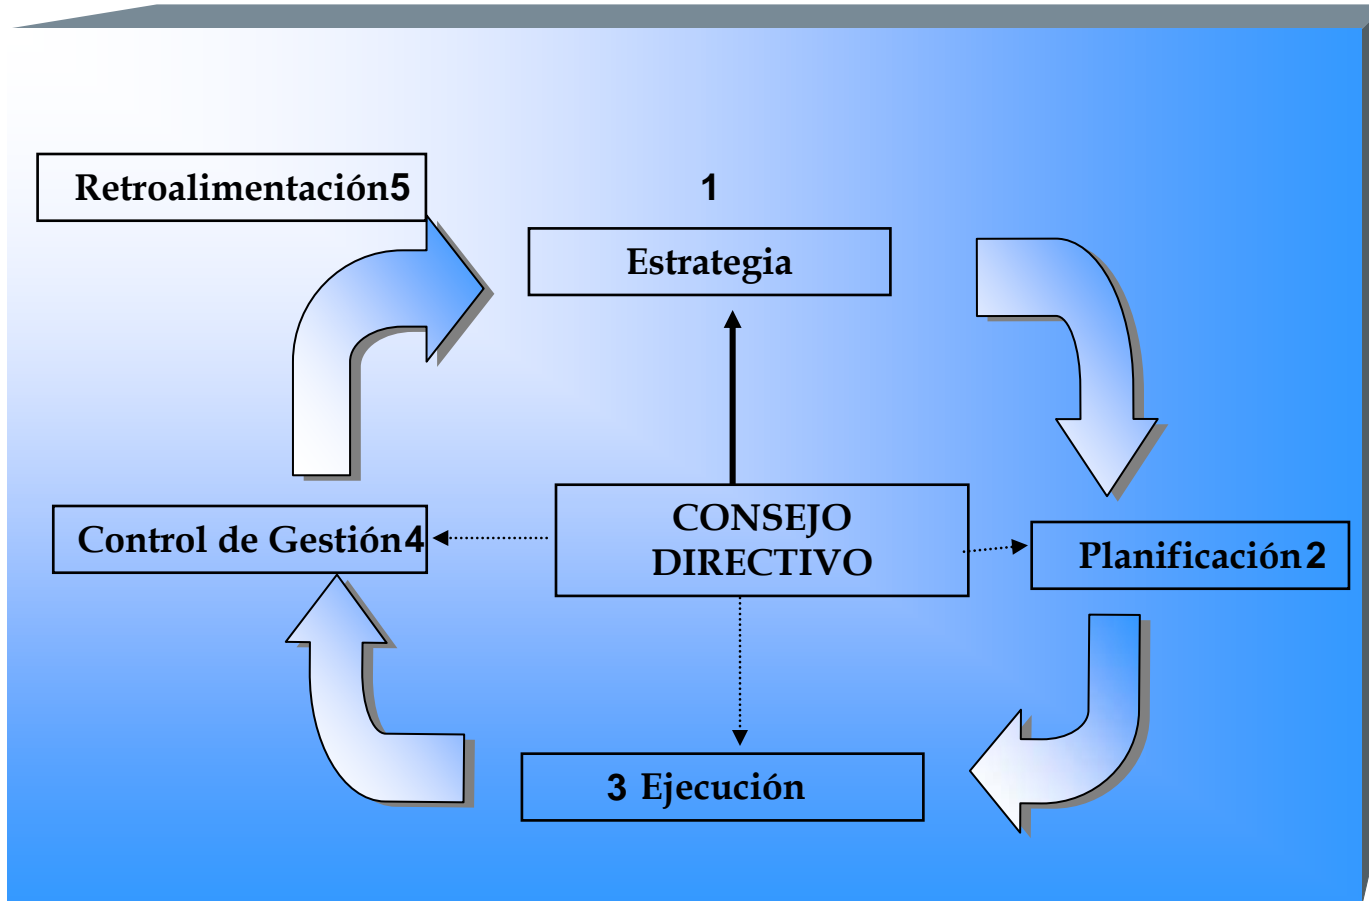 Retroalimentación5
1
Estrategia
Control de Gestión4
CONSEJO
DIRECTIVO
Planificación2
3 Ejecución